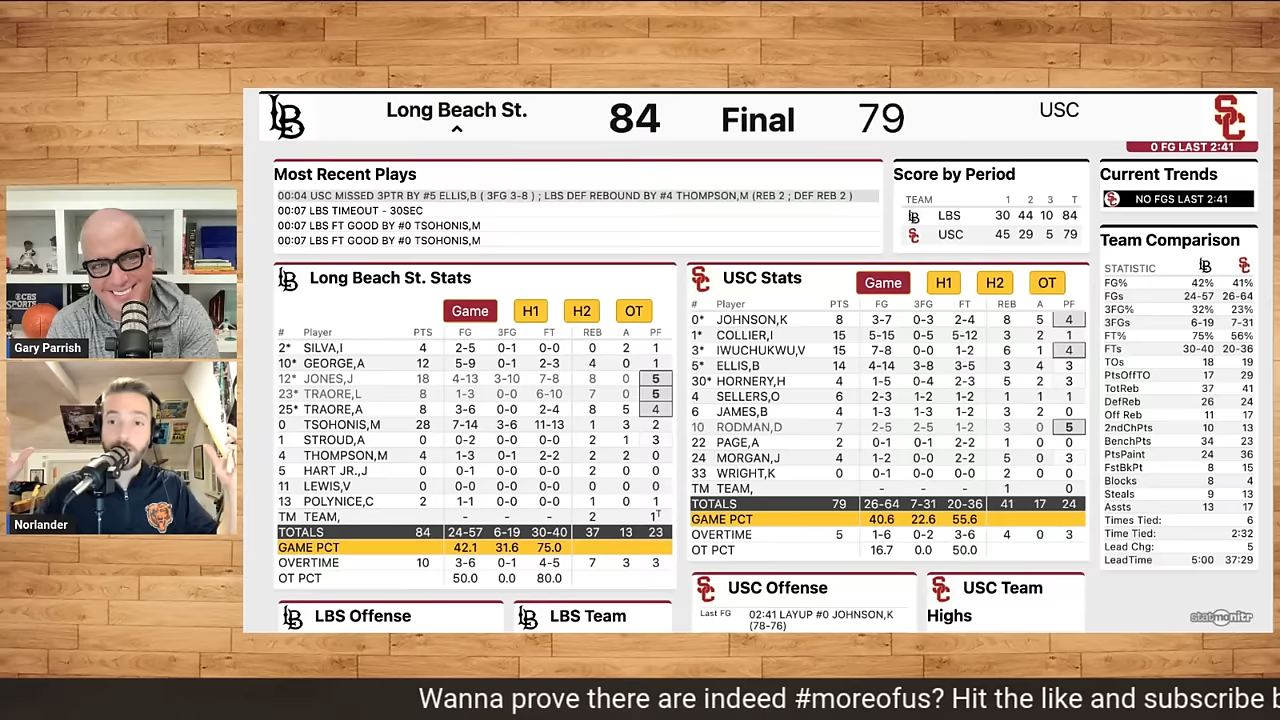 Long Beach St.
84
Final
79
USC
0 FG LAST 2:41
Most Recent Plays
00:04 USC MISSED 3PTR BY #5 ELLIS,B ( 3FG 3-8 ) ; LBS DEF REBOUND BY #4 THOMPSON,M (REB 2 ; DEF REB 2 )
00:07 LBS TIMEOUT - 30SEC
00:07 LBS FT GOOD BY #0 TSOHONIS,M
00:07 LBS FT GOOD BY #0 TSOHONIS,M
Score by Period
TEAM 1 2 3 T
LBS 30 44 10 84
USC 45 29 5 79
Current Trends
NO FGS LAST 2:41
Long Beach St. Stats
Game H1 H2 OT
# Player PTS FG 3FG FT REB A PF
2* SILVA,I 4 2-5 0-1 0-0 0 2 1
10* GEORGE,A 12 5-9 0-1 2-3 4 0 1
12* JONES,J 18 4-13 3-10 7-8 8 0 5
23* TRAORE,L 8 1-3 0-0 6-10 7 0 5
25* TRAORE,A 8 3-6 0-0 2-4 8 5 4
0 TSOHONIS,M 28 7-14 3-6 11-13 1 3 2
1 STROUD,A 0 0-2 0-0 0-0 2 1 3
4 THOMPSON,M 4 1-3 0-1 2-2 2 2 0
5 HART JR.,J 0 0-1 0-0 0-0 2 0 0
11 LEWIS,V 0 0-0 0-0 0-0 0 0 0
13 POLYNICE,C 2 1-1 0-0 0-0 1 0 1
TM TEAM, - - - 2 1T
TOTALS 84 24-57 6-19 30-40 37 13 23
GAME PCT 42.1 31.6 75.0
OVERTIME 10 3-6 0-1 4-5 7 3 3
OT PCT 50.0 0.0 80.0
USC Stats
Game H1 H2 OT
# Player PTS FG 3FG FT REB A PF
0* JOHNSON,K 8 3-7 0-3 2-4 8 5 4
1* COLLIER,I 15 5-15 0-5 5-12 3 2 1
3* IWUCHUKWU,V 15 7-8 0-0 1-2 6 1 4
5* ELLIS,B 14 4-14 3-8 3-5 3 4 3
30* HORNERY,H 4 1-5 0-4 2-3 5 2 3
4 SELLERS,O 6 2-3 1-2 1-2 1 1 1
6 JAMES,B 4 1-3 1-3 1-2 3 2 0
10 RODMAN,D 7 2-5 2-5 1-2 3 0 5
22 PAGE,A 2 0-1 0-1 2-2 1 0 0
24 MORGAN,J 4 1-2 0-0 2-2 5 0 3
33 WRIGHT,K 0 0-1 0-0 0-0 2 0 0
TM TEAM, - - - 1 0
TOTALS 79 26-64 7-31 20-36 41 17 24
GAME PCT 40.6 22.6 55.6
OVERTIME 5 1-6 0-2 3-6 4 0 3
OT PCT 16.7 0.0 50.0
Team Comparison
STATISTIC
FG% 42% 41%
FGs 24-57 26-64
3FG% 32% 23%
3FGs 6-19 7-31
FT% 75% 56%
FTs 30-40 20-36
TOs 18 19
PtsOffTO 17 29
TotReb 37 41
DefReb 26 24
Off Reb 11 17
2ndChPts 10 13
BenchPts 34 23
PtsPaint 24 36
FstBkPt 8 15
Blocks 8 4
Steals 9 13
Assts 13 17
Times Tied: 6
Time Tied: 2:32
Lead Chg: 5
LeadTime 5:00 37:29
LBS Offense
LBS Team
USC Offense
Last FG 02:41 LAYUP #0 JOHNSON,K
(78-76)
USC Team
Highs
statmonitr
CBS
SPORTS
Gary Parrish
Norlander
Wanna prove there are indeed #moreofus? Hit the like and subscribe b